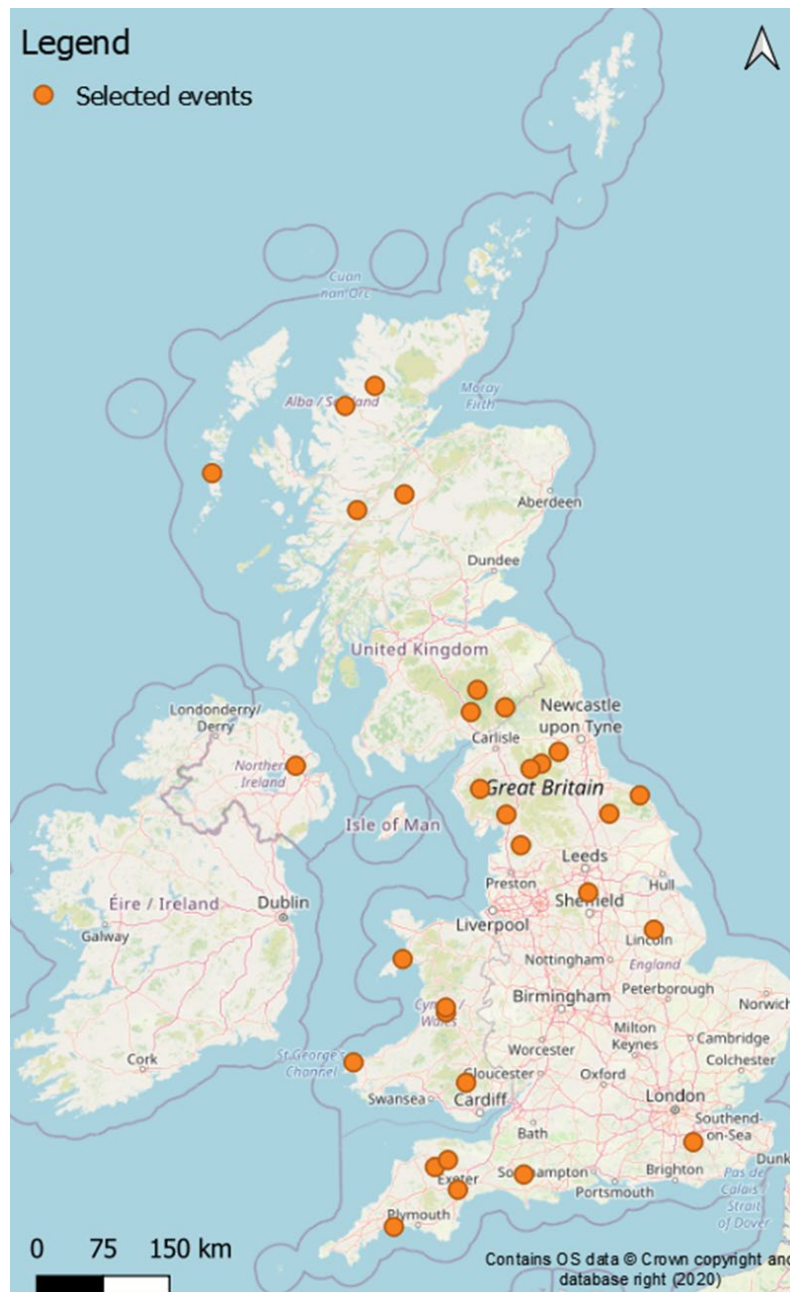 Legend
Selected events
Cuan
nan Orc
Alba / Sc land
Moray
Firth
Aberdeen
Dundee
United Kingdom
Londonderry/
Derry
Newcastle
upon Tyne
Carlisle
Northern
Ireland
Great Britain
Isle of Man
Leeds
Preston
Hull
Éire / Ireland
Dublin
Sheffield
Galway
Liverpool
Lincoln
Nottingham
England
Peterborough
Birmingham
Norwich
Cymru /
Wales
Milton
Keynes
Cambridge
Worcester
Colchester
Cork
St George's
Channel
Gloucester
Oxford
Swansea
Cardiff
London
Southend-
on-Sea
Bath
Dunk
Exeter
Southampton
Brighton
Portsmouth
Pas de
Calais /
Strait
of Dover
Plymouth
0 75 150 km
Contains OS data © Crown copyright and
database right (2020)